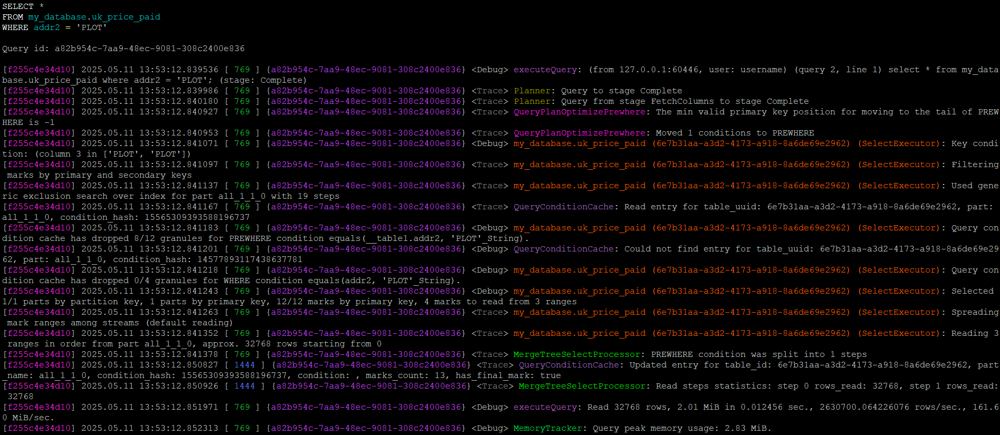 SELECT *
FROM my_database.uk_price_paid
WHERE addr2 = 'PLOT'
Query id: a82b954c-7aa9-48ec-9081-308c2400e836
[f255c4e34d10] 2025.05.11 13:53:12.839536 [ 769 ] {a82b954c-7aa9-48ec-9081-308c2400e836} <Debug> executeQuery: (from 127.0.0.1:60446, user: username) (query 2, line 1) select * from my_data
base.uk_price_paid where addr2 = 'PLOT'; (stage: Complete)
[f255c4e34d10] 2025.05.11 13:53:12.839986 [ 769 ] {a82b954c-7aa9-48ec-9081-308c2400e836} <Trace> Planner: Query to stage Complete
[f255c4e34d10] 2025.05.11 13:53:12.840180 [ 769 ] {a82b954c-7aa9-48ec-9081-308c2400e836} <Trace> Planner: Query from stage FetchColumns to stage Complete
[f255c4e34d10] 2025.05.11 13:53:12.840927 [ 769 ] {a82b954c-7aa9-48ec-9081-308c2400e836} <Trace> QueryPlanOptimizePrewhere: The min valid primary key position for moving to the tail of PREW
HERE is -1
[f255c4e34d10] 2025.05.11 13:53:12.840953 [ 769 ] {a82b954c-7aa9-48ec-9081-308c2400e836} <Trace> QueryPlanOptimizePrewhere: Moved 1 conditions to PREWHERE
[f255c4e34d10] 2025.05.11 13:53:12.841071 [ 769 ] {a82b954c-7aa9-48ec-9081-308c2400e836} <Debug> my_database.uk_price_paid (6e7b31aa-a3d2-4173-a918-8a6de69e2962) (SelectExecutor): Key condi
tion: (column 3 in ['PLOT', 'PLOT'])
[f255c4e34d10] 2025.05.11 13:53:12.841097 [ 769 ] {a82b954c-7aa9-48ec-9081-308c2400e836} <Trace> my_database.uk_price_paid (6e7b31aa-a3d2-4173-a918-8a6de69e2962) (SelectExecutor): Filtering
marks by primary and secondary keys
[f255c4e34d10] 2025.05.11 13:53:12.841137 [ 769 ] {a82b954c-7aa9-48ec-9081-308c2400e836} <Trace> my_database.uk_price_paid (6e7b31aa-a3d2-4173-a918-8a6de69e2962) (SelectExecutor): Used gene
ric exclusion search over index for part all_1_1_0 with 19 steps
[f255c4e34d10] 2025.05.11 13:53:12.841167 [ 769 ] {a82b954c-7aa9-48ec-9081-308c2400e836} <Trace> QueryConditionCache: Read entry for table_uuid: 6e7b31aa-a3d2-4173-a918-8a6de69e2962, part:
all_1_1_0, condition_hash: 15565309393588196737
[f255c4e34d10] 2025.05.11 13:53:12.841183 [ 769 ] {a82b954c-7aa9-48ec-9081-308c2400e836} <Debug> my_database.uk_price_paid (6e7b31aa-a3d2-4173-a918-8a6de69e2962) (SelectExecutor): Query con
dition cache has dropped 8/12 granules for PREWHERE condition equals(__table1.addr2, 'PLOT'_String).
[f255c4e34d10] 2025.05.11 13:53:12.841201 [ 769 ] {a82b954c-7aa9-48ec-9081-308c2400e836} <Debug> QueryConditionCache: Could not find entry for table_uuid: 6e7b31aa-a3d2-4173-a918-8a6de69e29
62, part: all_1_1_0, condition_hash: 14577893117438637781
[f255c4e34d10] 2025.05.11 13:53:12.841218 [ 769 ] {a82b954c-7aa9-48ec-9081-308c2400e836} <Debug> my_database.uk_price_paid (6e7b31aa-a3d2-4173-a918-8a6de69e2962) (SelectExecutor): Query con
dition cache has dropped 0/4 granules for WHERE condition equals(addr2, 'PLOT'_String).
[f255c4e34d10] 2025.05.11 13:53:12.841243 [ 769 ] {a82b954c-7aa9-48ec-9081-308c2400e836} <Debug> my_database.uk_price_paid (6e7b31aa-a3d2-4173-a918-8a6de69e2962) (SelectExecutor): Selected
1/1 parts by partition key, 1 parts by primary key, 12/12 marks by primary key, 4 marks to read from 3 ranges
[f255c4e34d10] 2025.05.11 13:53:12.841263 [ 769 ] {a82b954c-7aa9-48ec-9081-308c2400e836} <Trace> my_database.uk_price_paid (6e7b31aa-a3d2-4173-a918-8a6de69e2962) (SelectExecutor): Spreading
mark ranges among streams (default reading)
[f255c4e34d10] 2025.05.11 13:53:12.841352 [ 769 ] {a82b954c-7aa9-48ec-9081-308c2400e836} <Trace> my_database.uk_price_paid (6e7b31aa-a3d2-4173-a918-8a6de69e2962) (SelectExecutor): Reading 3
ranges in order from part all_1_1_0, approx. 32768 rows starting from 0
[f255c4e34d10] 2025.05.11 13:53:12.841378 [ 769 ] {a82b954c-7aa9-48ec-9081-308c2400e836} <Trace> MergeTreeSelectProcessor: PREWHERE condition was split into 1 steps
[f255c4e34d10] 2025.05.11 13:53:12.850827 [ 1444 ] {a82b954c-7aa9-48ec-9081-308c2400e836} <Trace> QueryConditionCache: Updated entry for table_id: 6e7b31aa-a3d2-4173-a918-8a6de69e2962, part
_name: all_1_1_0, condition_hash: 15565309393588196737, condition: , marks_count: 13, has_final_mark: true
[f255c4e34d10] 2025.05.11 13:53:12.850926 [ 1444 ] {a82b954c-7aa9-48ec-9081-308c2400e836} <Trace> MergeTreeSelectProcessor: Read steps statistics: step 0 rows_read: 32768, step 1 rows_read:
32768
[f255c4e34d10] 2025.05.11 13:53:12.851971 [ 769 ] {a82b954c-7aa9-48ec-9081-308c2400e836} <Debug> executeQuery: Read 32768 rows, 2.01 MiB in 0.012456 sec., 2630700.064226076 rows/sec., 161.6
0 MiB/sec.
[f255c4e34d10] 2025.05.11 13:53:12.852313 [ 769 ] {a82b954c-7aa9-48ec-9081-308c2400e836} <Debug> MemoryTracker: Query peak memory usage: 2.83 MiB.